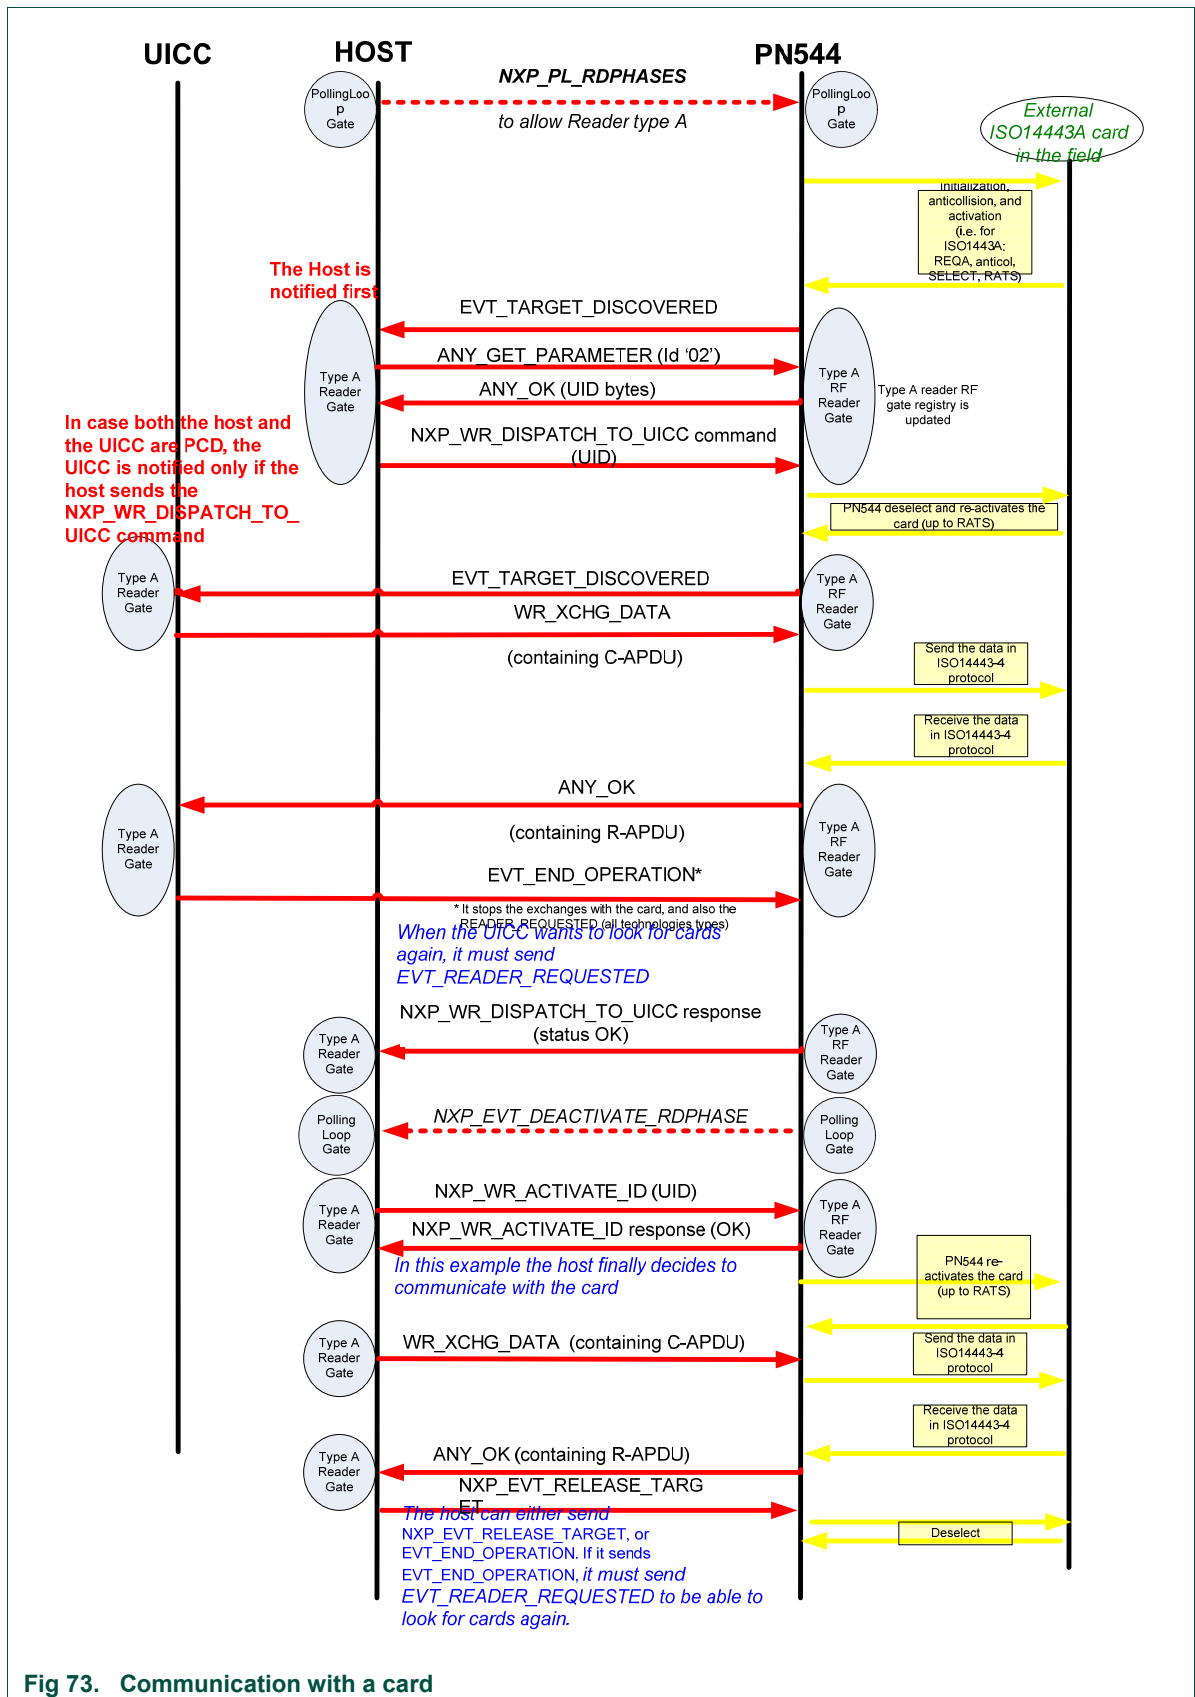 UICC
HOST
PN544
PollingLoo
p
Gate
NXP_PL_RDPHASES
to allow Reader type A
PollingLoo
p
Gate
External
ISO14443A card
in the field
Initialization,
anticollision, and
activation
(i.e. for
ISO1443A:
REQA, anticol,
SELECT, RATS)
The Host is
notified first
EVT_TARGET_DISCOVERED
ANY_GET_PARAMETER (Id ‘02’)
ANY_OK (UID bytes)
NXP_WR_DISPATCH_TO_UICC command
(UID)
Type A
Reader
Gate
Type A
RF
Reader
Gate
Type A reader RF
gate registry is
updated
In case both the host and
the UICC are PCD, the
UICC is notified only if the
host sends the
NXP_WR_DISPATCH_TO_
UICC command
PN544 deselect and re-activates the
card (up to RATS)
Type A
Reader
Gate
EVT_TARGET_DISCOVERED
WR_XCHG_DATA
(containing C-APDU)
Type A
RF
Reader
Gate
Send the data in
ISO14443-4
protocol
Receive the data
in ISO14443-4
protocol
ANY_OK
(containing R-APDU)
Type A
Reader
Gate
Type A
RF
Reader
Gate
EVT_END_OPERATION*
* It stops the exchanges with the card, and also the
READER_REQUESTED (all technologies types)
When the UICC wants to look for cards
again, it must send
EVT_READER_REQUESTED
NXP_WR_DISPATCH_TO_UICC response
(status OK)
Type A
Reader
Gate
Type A
RF
Reader
Gate
Polling
Loop
Gate
NXP_EVT_DEACTIVATE_RDPHASE
Polling
Loop
Gate
Type A
Reader
Gate
NXP_WR_ACTIVATE_ID (UID)
NXP_WR_ACTIVATE_ID response (OK)
Type A
RF
Reader
Gate
In this example the host finally decides to
communicate with the card
PN544 re-
activates the card
(up to RATS)
Type A
Reader
Gate
WR_XCHG_DATA (containing C-APDU)
Send the data in
ISO14443-4
protocol
Receive the data
in ISO14443-4
protocol
Type A
Reader
Gate
ANY_OK (containing R-APDU)
NXP_EVT_RELEASE_TARG
ET
Deselect
The host can either send
NXP_EVT_RELEASE_TARGET, or
EVT_END_OPERATION. If it sends
EVT_END_OPERATION, it must send
EVT_READER_REQUESTED to be able to
look for cards again.
Fig 73. Communication with a card